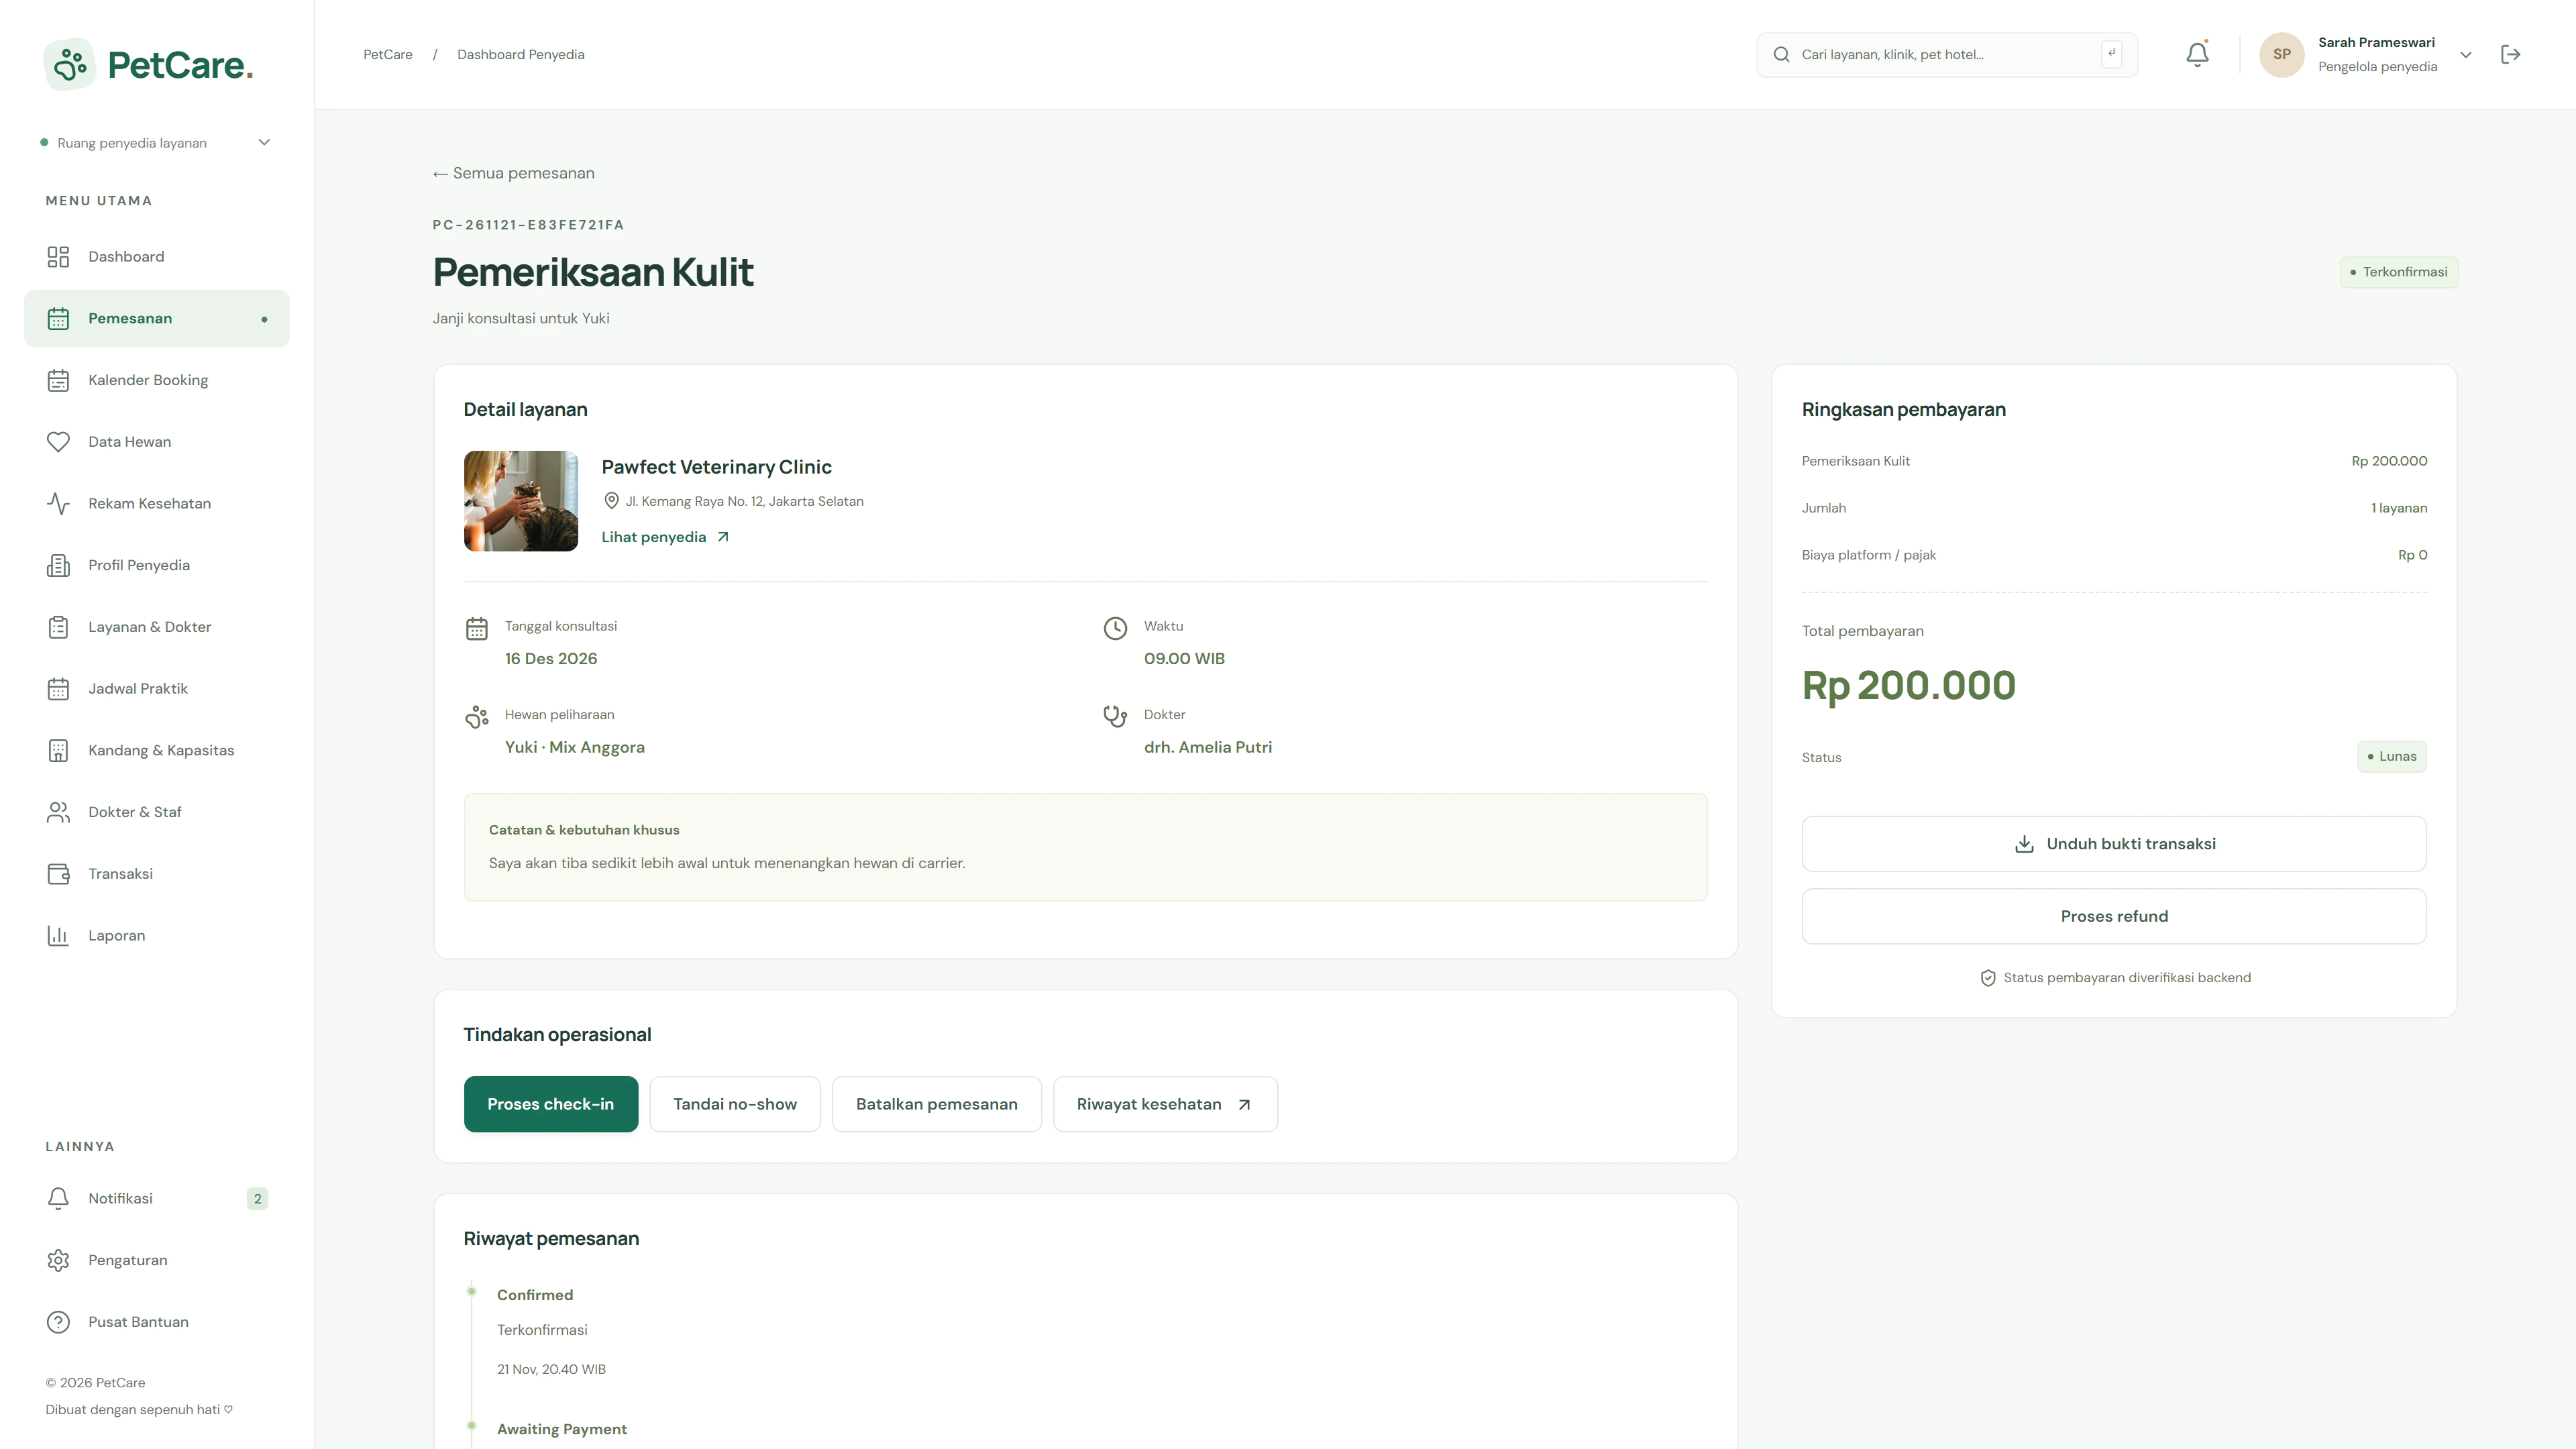 PetCare.
Ruang penyedia layanan
MENU UTAMA
Dashboard
Pemesanan
Kalender Booking
Data Hewan
Rekam Kesehatan
Profil Penyedia
Layanan & Dokter
Jadwal Praktik
Kandang & Kapasitas
Dokter & Staf
Transaksi
Laporan
LAINNYA
Notifikasi 2
Pengaturan
Pusat Bantuan
© 2026 PetCare
Dibuat dengan sepenuh hati ♡
PetCare / Dashboard Penyedia
Cari layanan, klinik, pet hotel...
SP
Sarah Prameswari
Pengelola penyedia
← Semua pemesanan
PC-261121-E83FE721FA
Pemeriksaan Kulit
Janji konsultasi untuk Yuki
Terkonfirmasi
Detail layanan
Pawfect Veterinary Clinic
Jl. Kemang Raya No. 12, Jakarta Selatan
Lihat penyedia
Tanggal konsultasi
16 Des 2026
Waktu
09.00 WIB
Hewan peliharaan
Yuki · Mix Anggora
Dokter
drh. Amelia Putri
Catatan & kebutuhan khusus
Saya akan tiba sedikit lebih awal untuk menenangkan hewan di carrier.
Tindakan operasional
Proses check-in
Tandai no-show
Batalkan pemesanan
Riwayat kesehatan
Riwayat pemesanan
Confirmed
Terkonfirmasi
21 Nov, 20.40 WIB
Awaiting Payment
Ringkasan pembayaran
Pemeriksaan Kulit Rp 200.000
Jumlah 1 layanan
Biaya platform / pajak Rp 0
Total pembayaran
Rp 200.000
Status Lunas
Unduh bukti transaksi
Proses refund
Status pembayaran diverifikasi backend